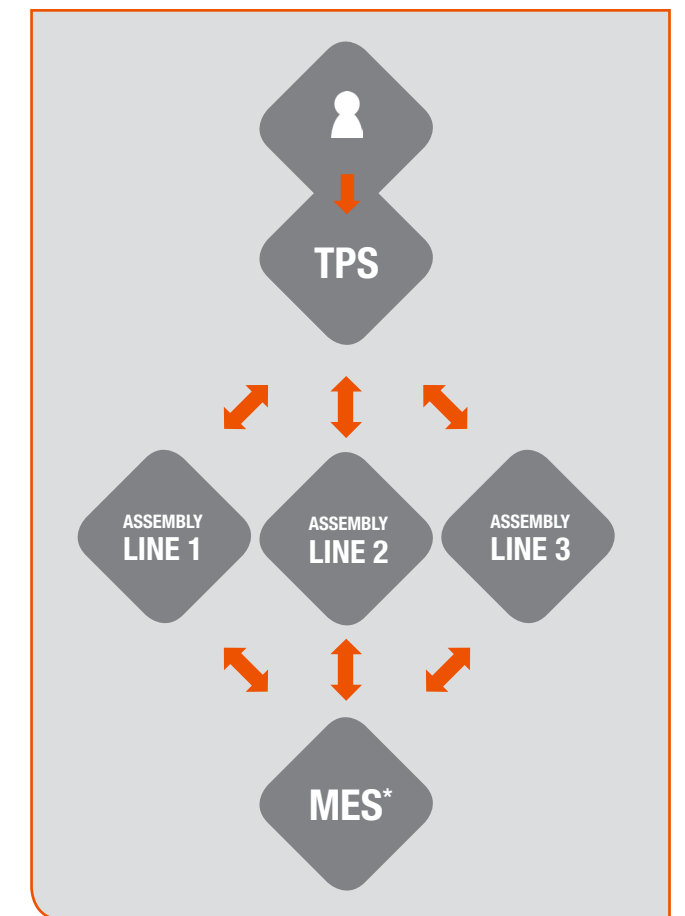 TPS
ASSEMBLY
LINE 1
ASSEMBLY
LINE 2
ASSEMBLY
LINE 3
MES*